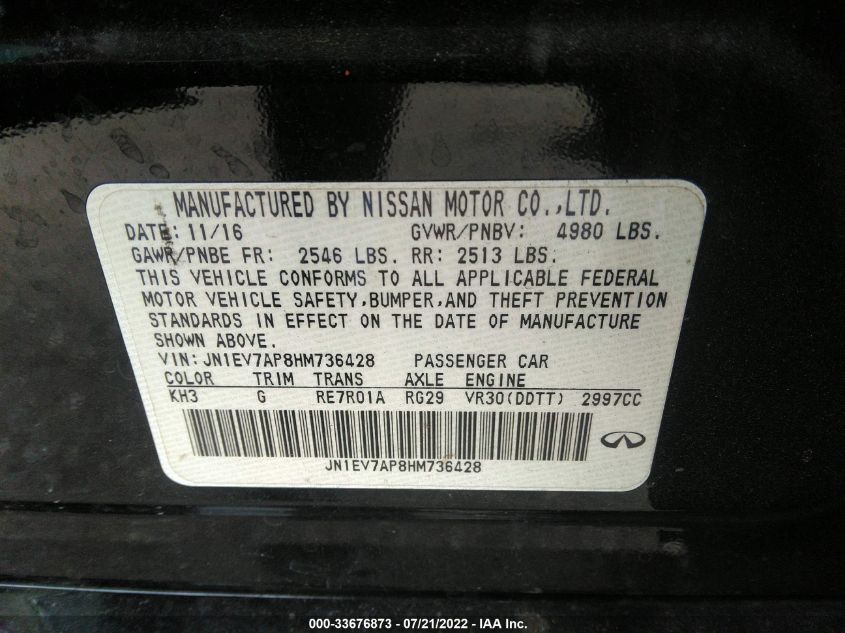 MANUFACTURED BY NISSAN MOTOR CO.,LTD.
DATE: 11/16 GVWR/PNBV: 4980 LBS.
GAWR/PNBE FR: 2546 LBS. RR: 2513 LBS.
THIS VEHICLE CONFORMS TO ALL APPLICABLE FEDERAL
MOTOR VEHICLE SAFETY,BUMPER,AND THEFT PREVENTION
STANDARDS IN EFFECT ON THE DATE OF MANUFACTURE
SHOWN ABOVE.
VIN: JN1EV7AP8HM736428 PASSENGER CAR
COLOR TRIM TRANS AXLE ENGINE
KH3 G RE7R01A RG29 VR30(DDTT) 2997CC
JN1EV7AP8HM736428
000-33676873 - 07/21/2022 - IAA Inc.